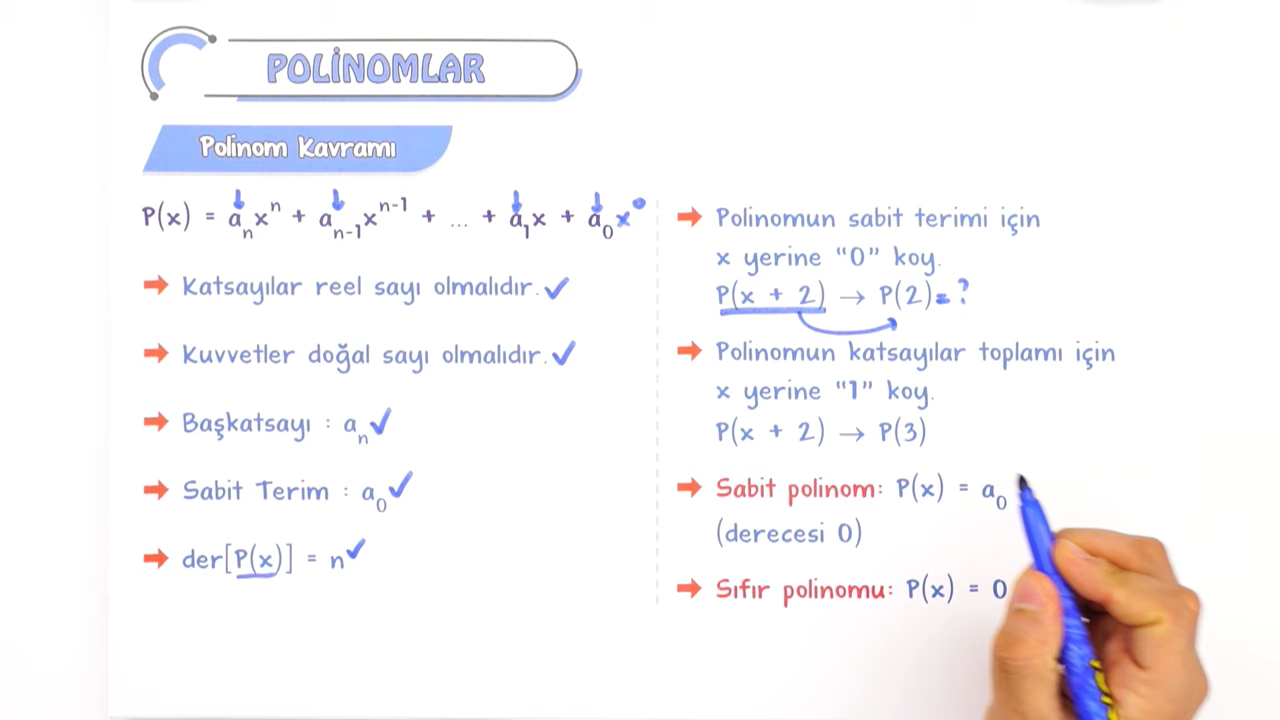 POLİNOMLAR
Polinom Kavramı
P(x) = aₙxⁿ + aₙ₋₁xⁿ⁻¹ + ... + a₁x + a₀x⁰
➡ Katsayılar reel sayı olmalıdır. ✓
➡ Kuvvetler doğal sayı olmalıdır. ✓
➡ Başkatsayı : aₙ ✓
➡ Sabit Terim : a₀ ✓
➡ der[P(x)] = n ✓
➡ Polinomun sabit terimi için
x yerine “0” koy.
P(x + 2) → P(2) = ?
➡ Polinomun katsayılar toplamı için
x yerine “1” koy.
P(x + 2) → P(3)
➡ Sabit polinom: P(x) = a₀
(derecesi 0)
➡ Sıfır polinomu: P(x) = 0